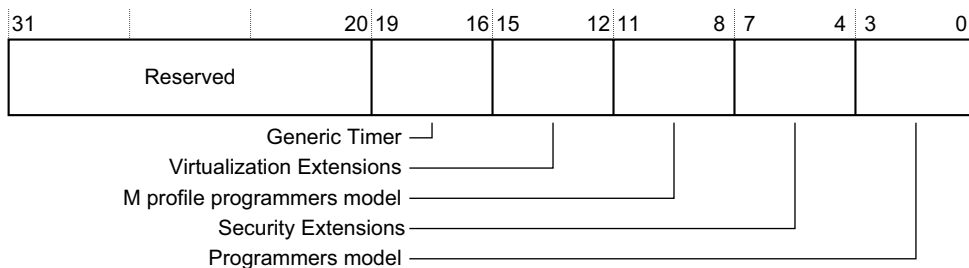 31 20 19 16 15 12 11 8 7 4 3 0
Reserved
Generic Timer
Virtualization Extensions
M profile programmers model
Security Extensions
Programmers model